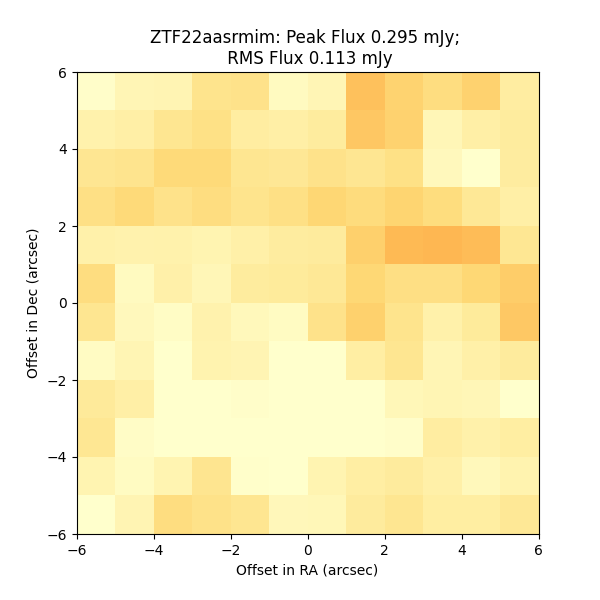 ZTF22aasrmim: Peak Flux 0.295 mJy;
RMS Flux 0.113 mJy
6
4
2
0
−2
−4
−6
Offset in Dec (arcsec)
−6 −4 −2 0 2 4 6
Offset in RA (arcsec)